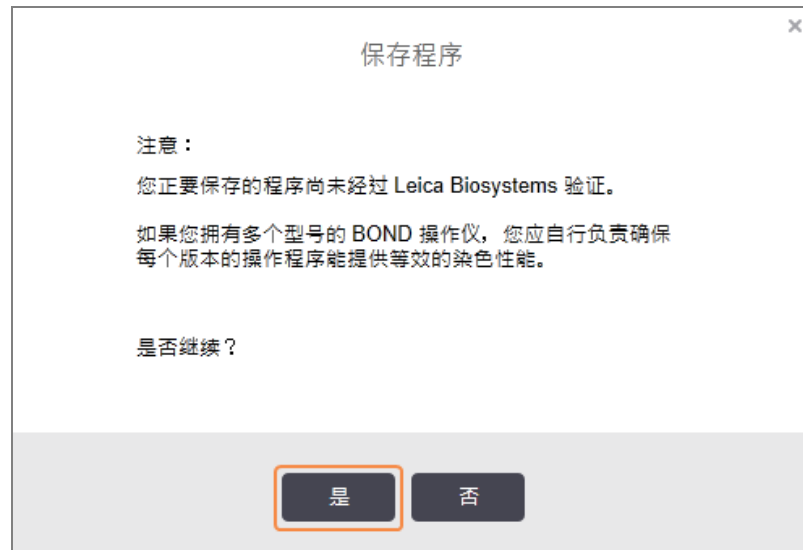 保存程序
注意：
您正要保存的程序尚未经过 Leica Biosystems 验证。
如果您拥有多个型号的 BOND 操作仪，您应自行负责确保
每个版本的操作程序能提供等效的染色性能。
是否继续？
是
否